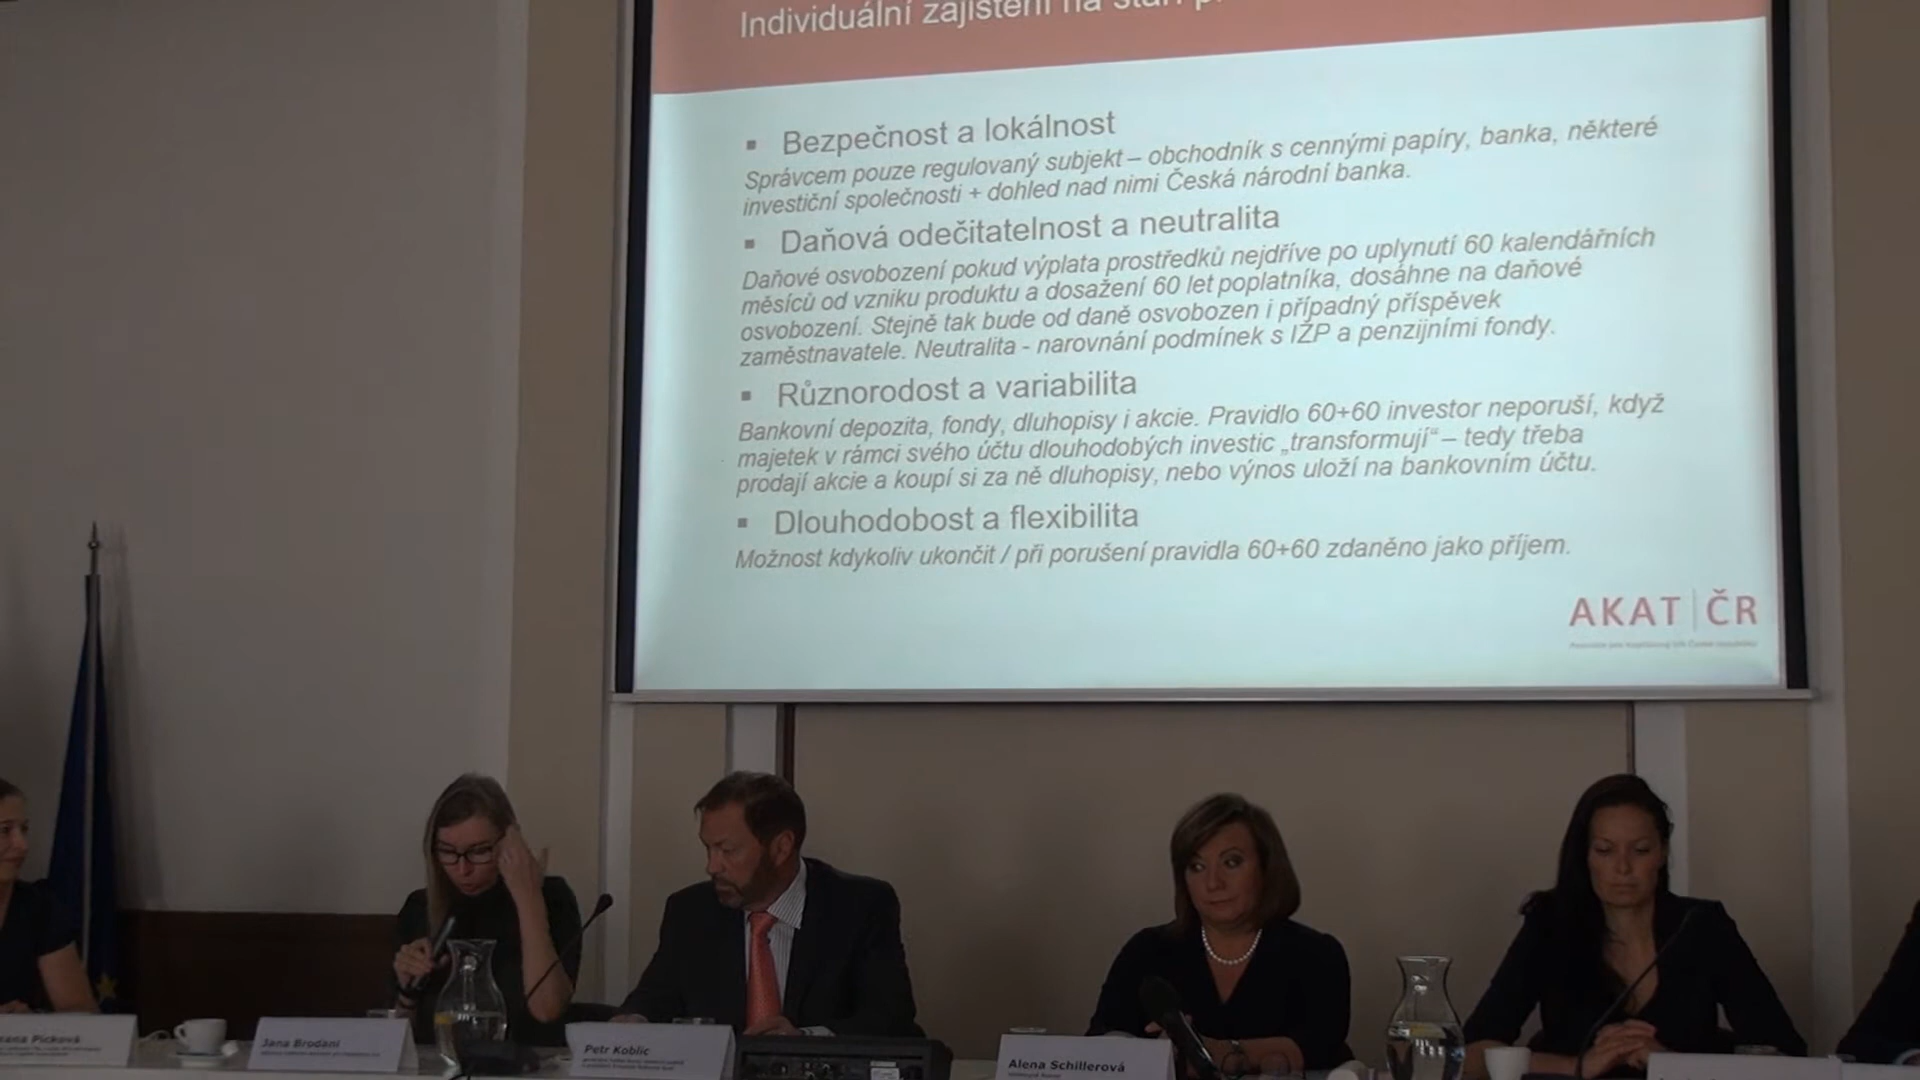 Individuální zajištění na stáří
▪ Bezpečnost a lokálnost
Správcem pouze regulovaný subjekt – obchodník s cennými papíry, banka, některé
investiční společnosti + dohled nad nimi Česká národní banka.
▪ Daňová odečitatelnost a neutralita
Daňové osvobození pokud výplata prostředků nejdříve po uplynutí 60 kalendářních
měsíců od vzniku produktu a dosažení 60 let poplatníka, dosáhne na daňové
osvobození. Stejně tak bude od daně osvobozen i případný příspěvek
zaměstnavatele. Neutralita - narovnání podmínek s IŽP a penzijními fondy.
▪ Různorodost a variabilita
Bankovní depozita, fondy, dluhopisy i akcie. Pravidlo 60+60 investor neporuší, když
majetek v rámci svého účtu dlouhodobých investic „transformují“ – tedy třeba
prodají akcie a koupí si za ně dluhopisy, nebo výnos uloží na bankovním účtu.
▪ Dlouhodobost a flexibilita
Možnost kdykoliv ukončit / při porušení pravidla 60+60 zdaněno jako příjem.
AKAT | ČR
Picková
Jana Brodani
Petr Koblic
Alena Schillerová